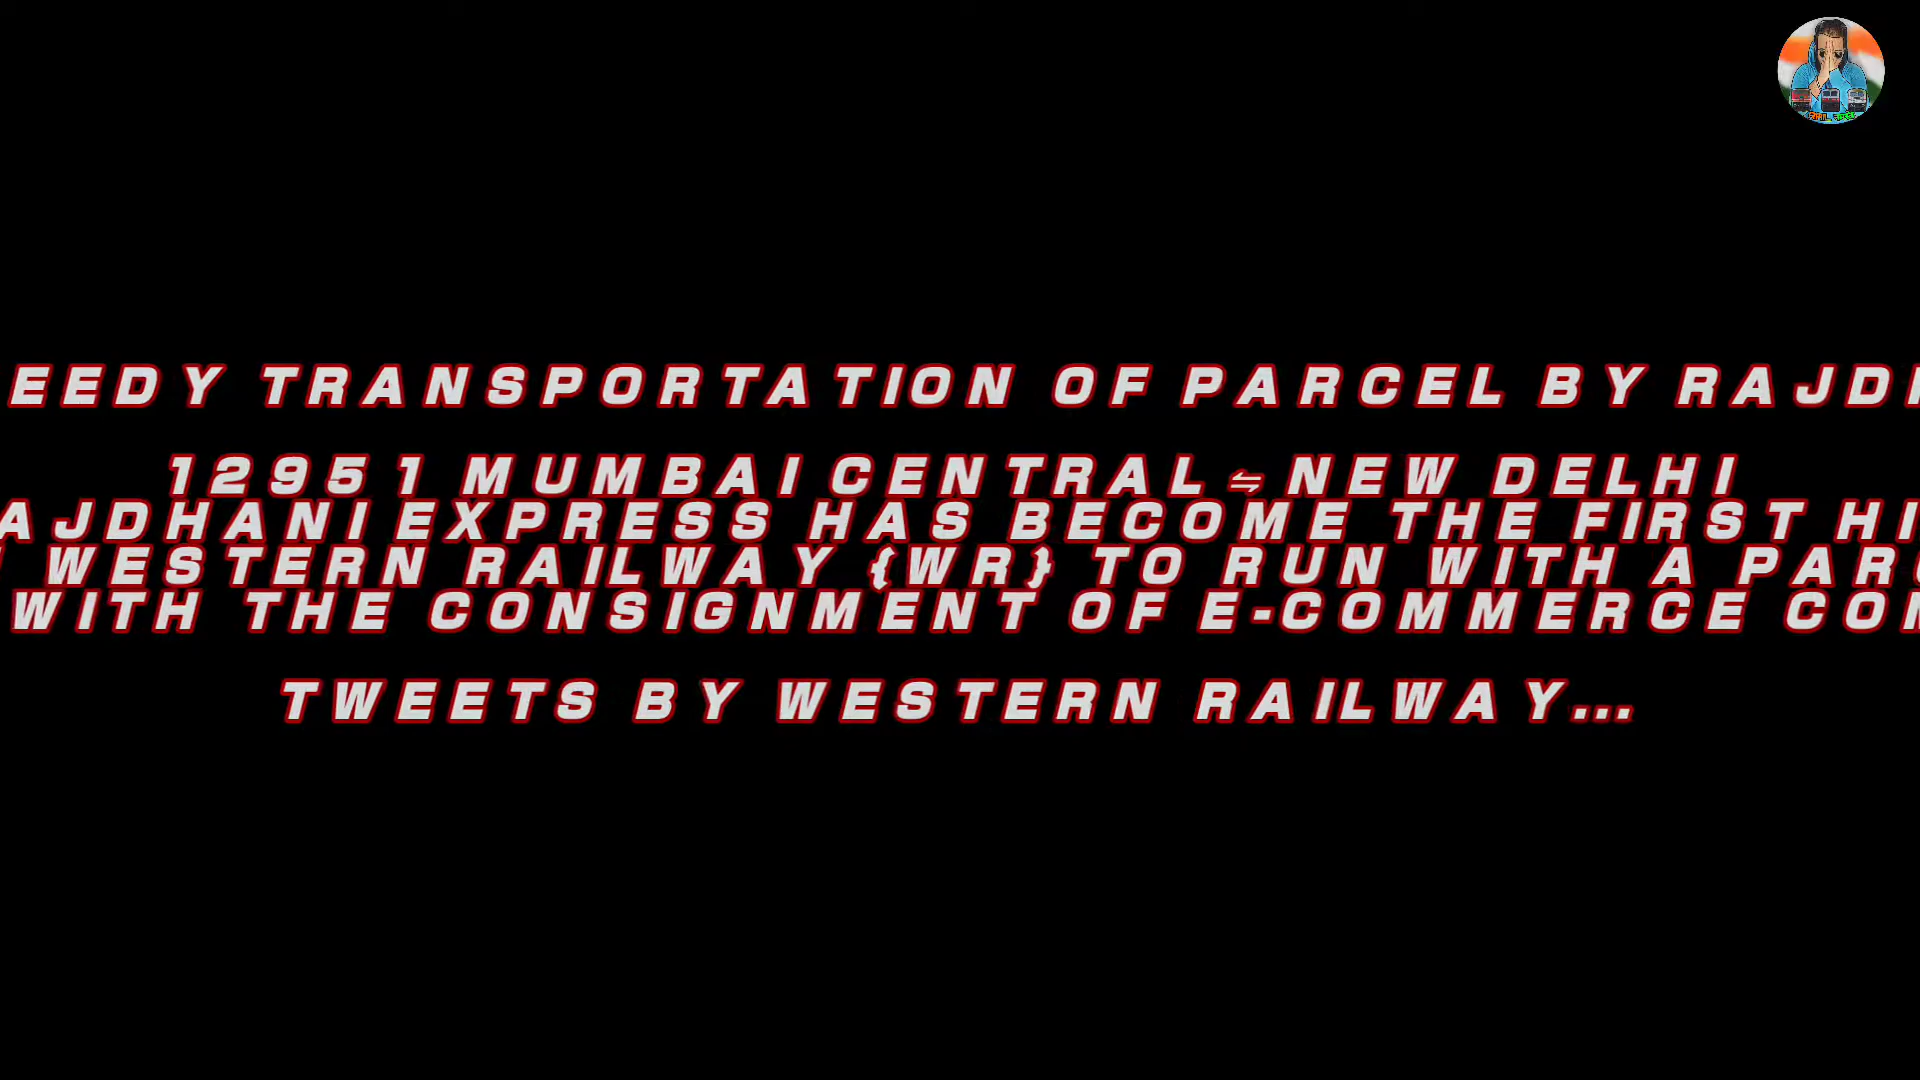 EEDY TRANSPORTATION OF PARCEL BY RAJD
12951 MUMBAI CENTRAL ⇋ NEW DELHI
AJDHANI EXPRESS HAS BECOME THE FIRST HI
WESTERN RAILWAY {WR} TO RUN WITH A PAR
WITH THE CONSIGNMENT OF E-COMMERCE CO
TWEETS BY WESTERN RAILWAY...